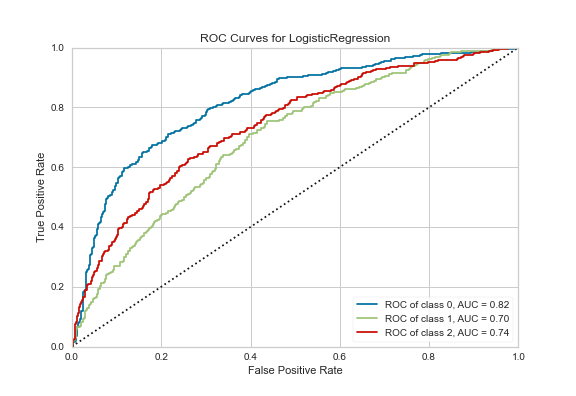 ROC Curves for LogisticRegression
1.0
0.8
0.6
0.4
0.2
0.0
True Positive Rate
ROC of class 0, AUC = 0.82
ROC of class 1, AUC = 0.70
ROC of class 2, AUC = 0.74
0.0 0.2 0.4 0.6 0.8 1.0
False Positive Rate